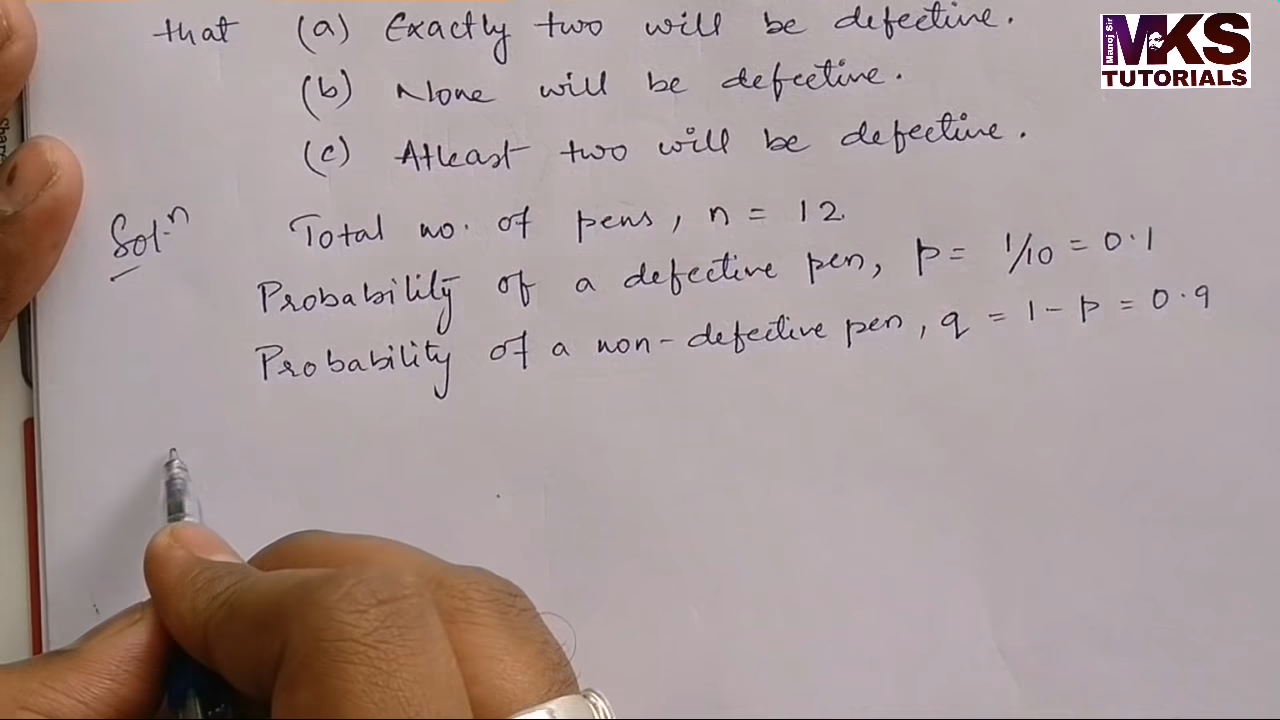 that (a) Exactly two will be defective.
(b) None will be defective.
(c) Atleast two will be defective.
Sol.ⁿ Total no. of pens, n = 12.
Probability of a defective pen, p = 1/10 = 0.1
Probability of a non-defective pen, q = 1 - p = 0.9
Manoj Sir
MKS
TUTORIALS